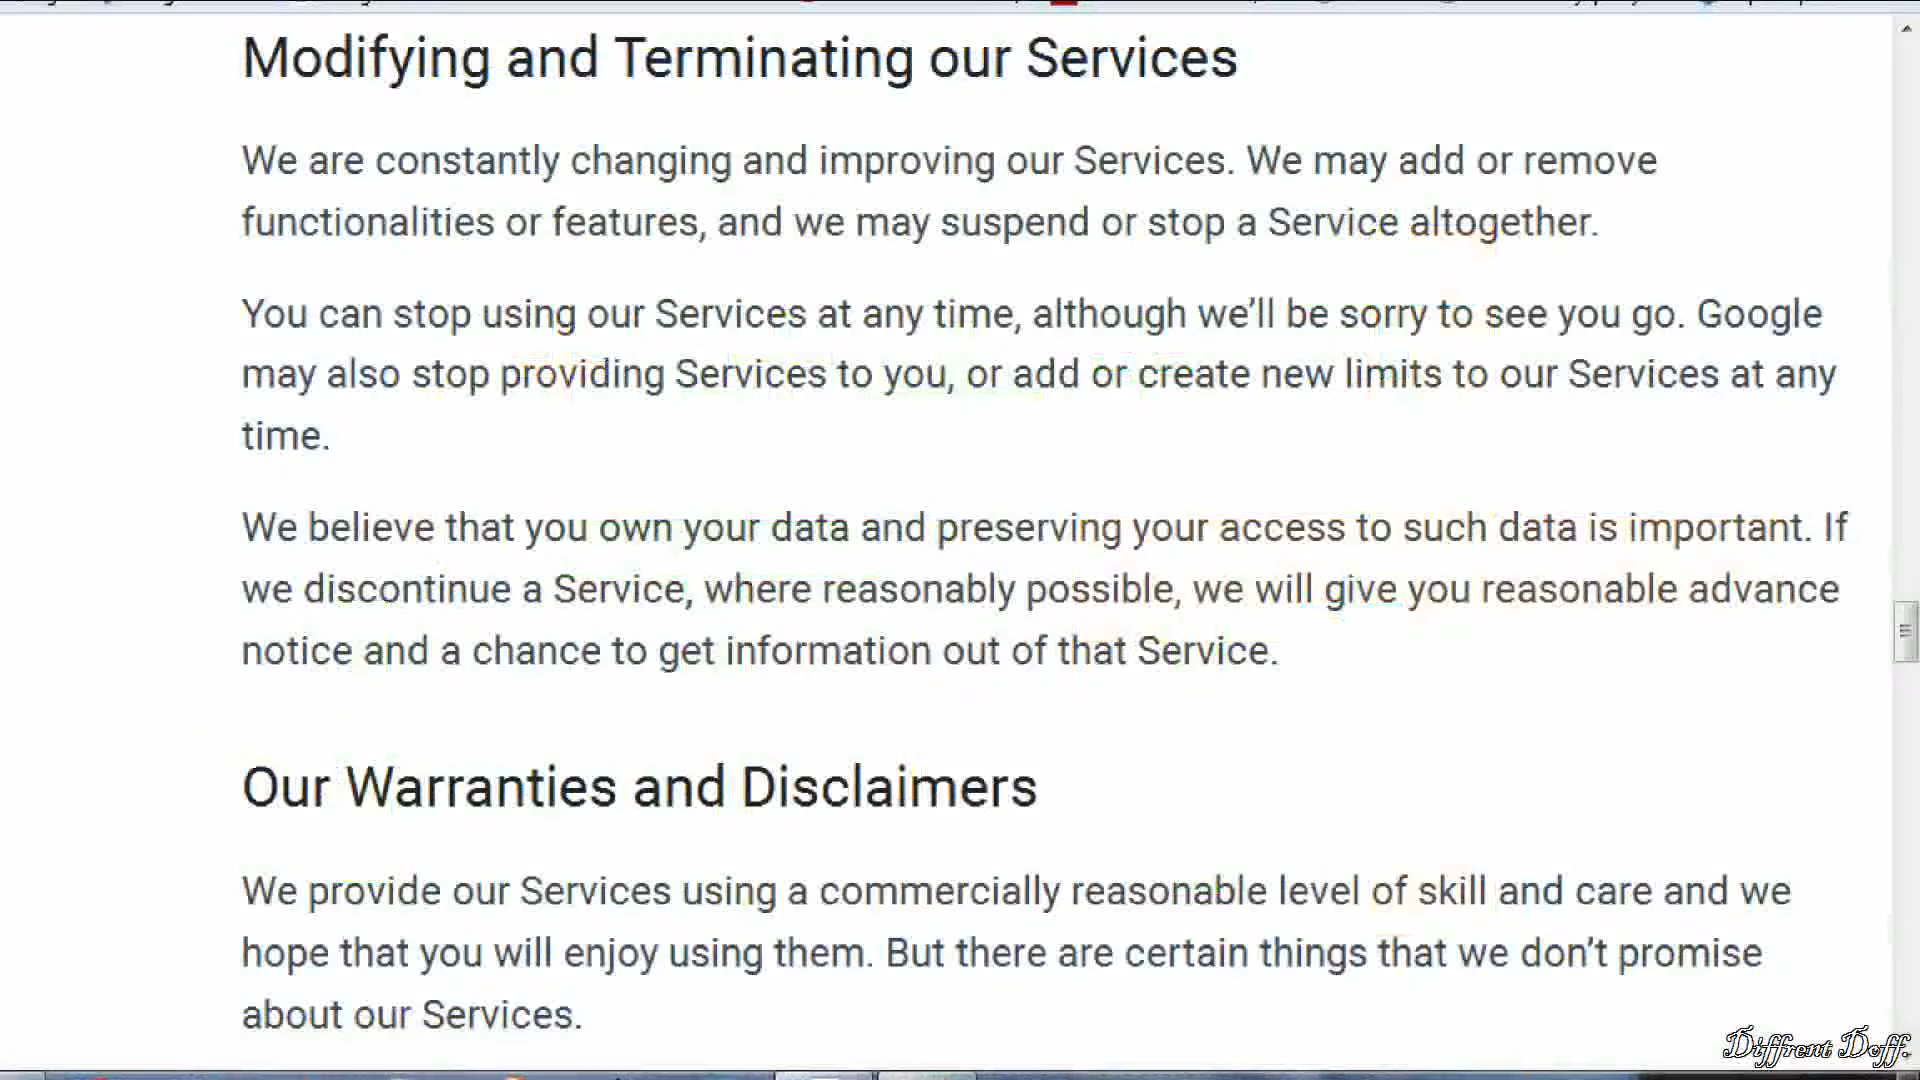 Modifying and Terminating our Services
We are constantly changing and improving our Services. We may add or remove
functionalities or features, and we may suspend or stop a Service altogether.
You can stop using our Services at any time, although we’ll be sorry to see you go. Google
may also stop providing Services to you, or add or create new limits to our Services at any
time.
We believe that you own your data and preserving your access to such data is important. If
we discontinue a Service, where reasonably possible, we will give you reasonable advance
notice and a chance to get information out of that Service.
Our Warranties and Disclaimers
We provide our Services using a commercially reasonable level of skill and care and we
hope that you will enjoy using them. But there are certain things that we don’t promise
about our Services.
Diffrent Doff.